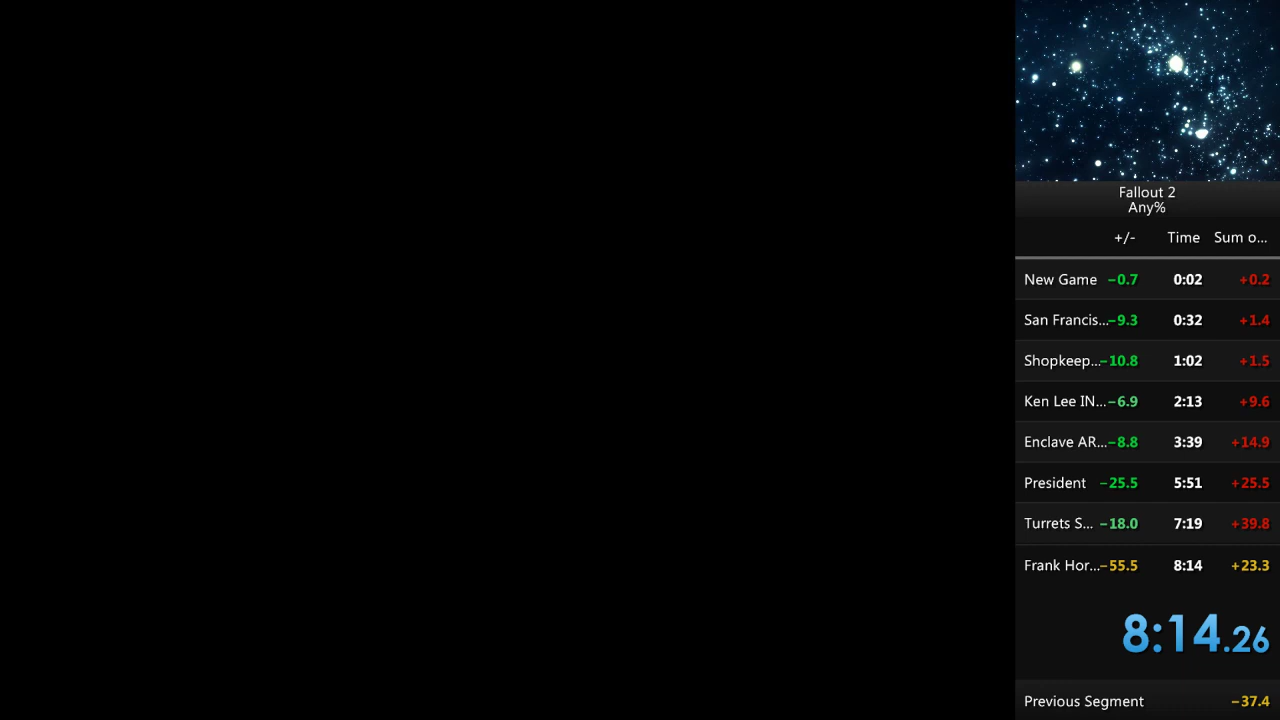 Fallout 2
Any%
+/- Time Sum o...
New Game −0.7 0:02 +0.2
San Francis... −9.3 0:32 +1.4
Shopkeep... −10.8 1:02 +1.5
Ken Lee IN... −6.9 2:13 +9.6
Enclave AR... −8.8 3:39 +14.9
President −25.5 5:51 +25.5
Turrets S... −18.0 7:19 +39.8
Frank Hor... −55.5 8:14 +23.3
8:14.26
Previous Segment −37.4